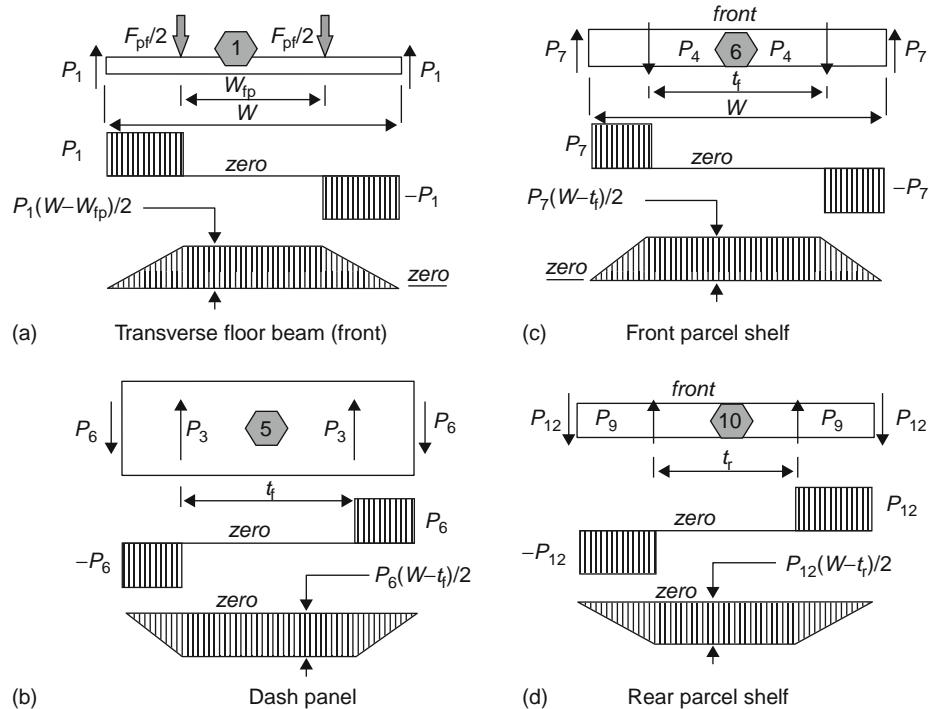 F_pf/2 1 F_pf/2
P_1 P_1
W_fp
W
P_1
zero
–P_1
P_1(W–W_fp)/2
zero
(a) Transverse floor beam (front)
front
P_7 P_4 6 P_4 P_7
t_f
W
P_7
zero
–P_7
P_7(W–t_f)/2
zero
(c) Front parcel shelf
P_6 P_3 5 P_3 P_6
t_f
P_6
zero
–P_6
P_6(W–t_f)/2
zero
(b) Dash panel
front
P_12 P_9 10 P_9 P_12
t_r
P_12
zero
–P_12
P_12(W–t_r)/2
zero
(d) Rear parcel shelf